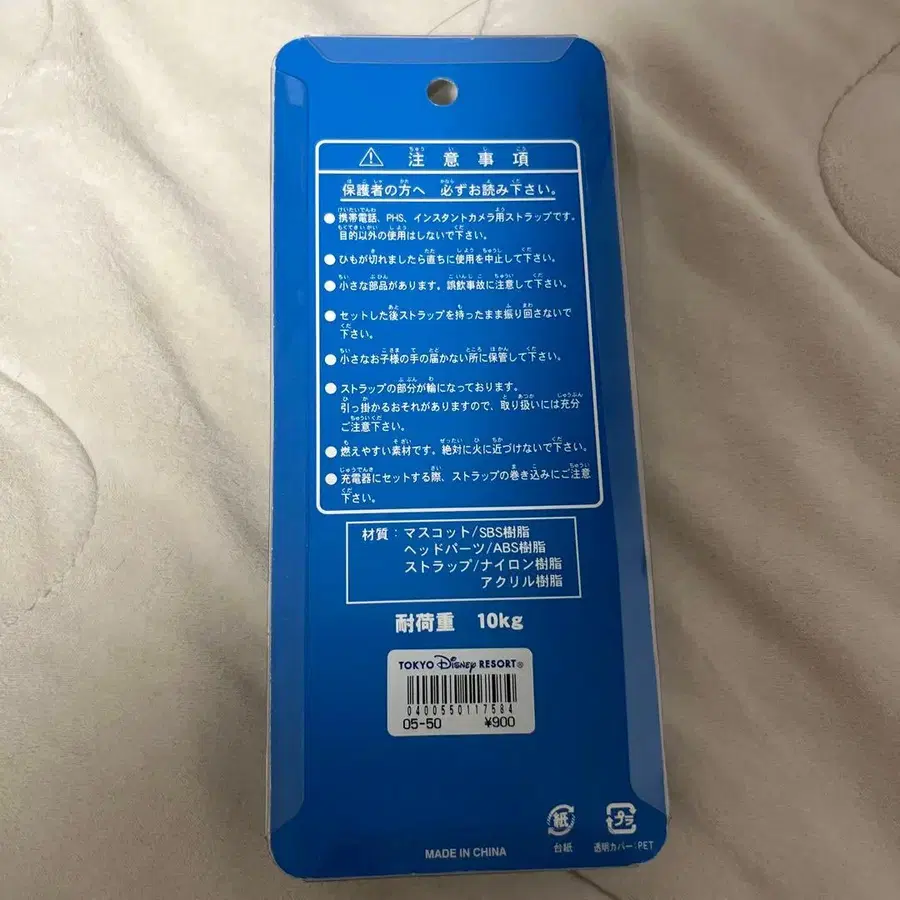 ⚠ 注意事項
保護者の方へ 必ずお読み下さい。
●携帯電話、PHS、インスタントカメラ用ストラップです。
目的以外の使用はしないで下さい。
●ひもが切れましたら直ちに使用を中止して下さい。
●小さな部品があります。誤飲事故に注意して下さい。
●セットした後ストラップを持ったまま振り回さないで
下さい。
●小さなお子様の手の届かない所に保管して下さい。
●ストラップの部分が輪になっております。
引っ掛かるおそれがありますので、取り扱いには充分
ご注意下さい。
●燃えやすい素材です。絶対に火に近づけないで下さい。
●充電器にセットする際、ストラップの巻き込みにご注意
下さい。
材質：マスコット/SBS樹脂
ヘッドパーツ/ABS樹脂
ストラップ/ナイロン樹脂
アクリル樹脂
耐荷重 10kg
TOKYO Disney RESORT®
0400550117584
05-50 ¥900
紙 プラ
台紙 透明カバー:PET
MADE IN CHINA